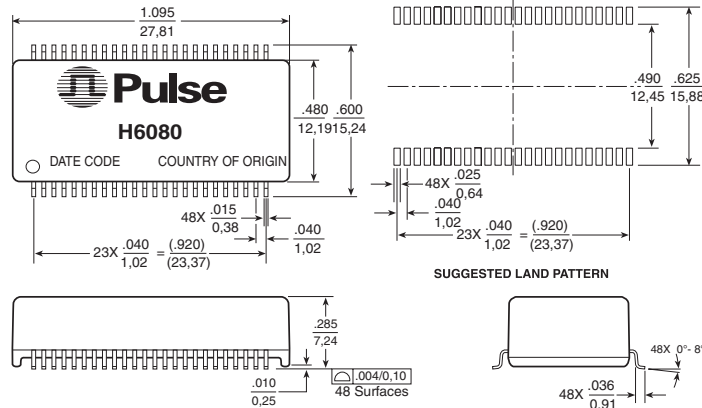 1.095
27,81
Pulse
H6080
DATE CODE COUNTRY OF ORIGIN
.480
12,19
.600
15,24
48X .015
0,38
.040
1,02
23X .040 = (.920)
1,02 (23,37)
.490
12,45
.625
15,88
48X .025
0,64
.040
1,02
23X .040 = (.920)
1,02 (23,37)
SUGGESTED LAND PATTERN
.285
7,24
.010
0,25
.004/0,10
48 Surfaces
48X 0°- 8°
48X .036
0,91